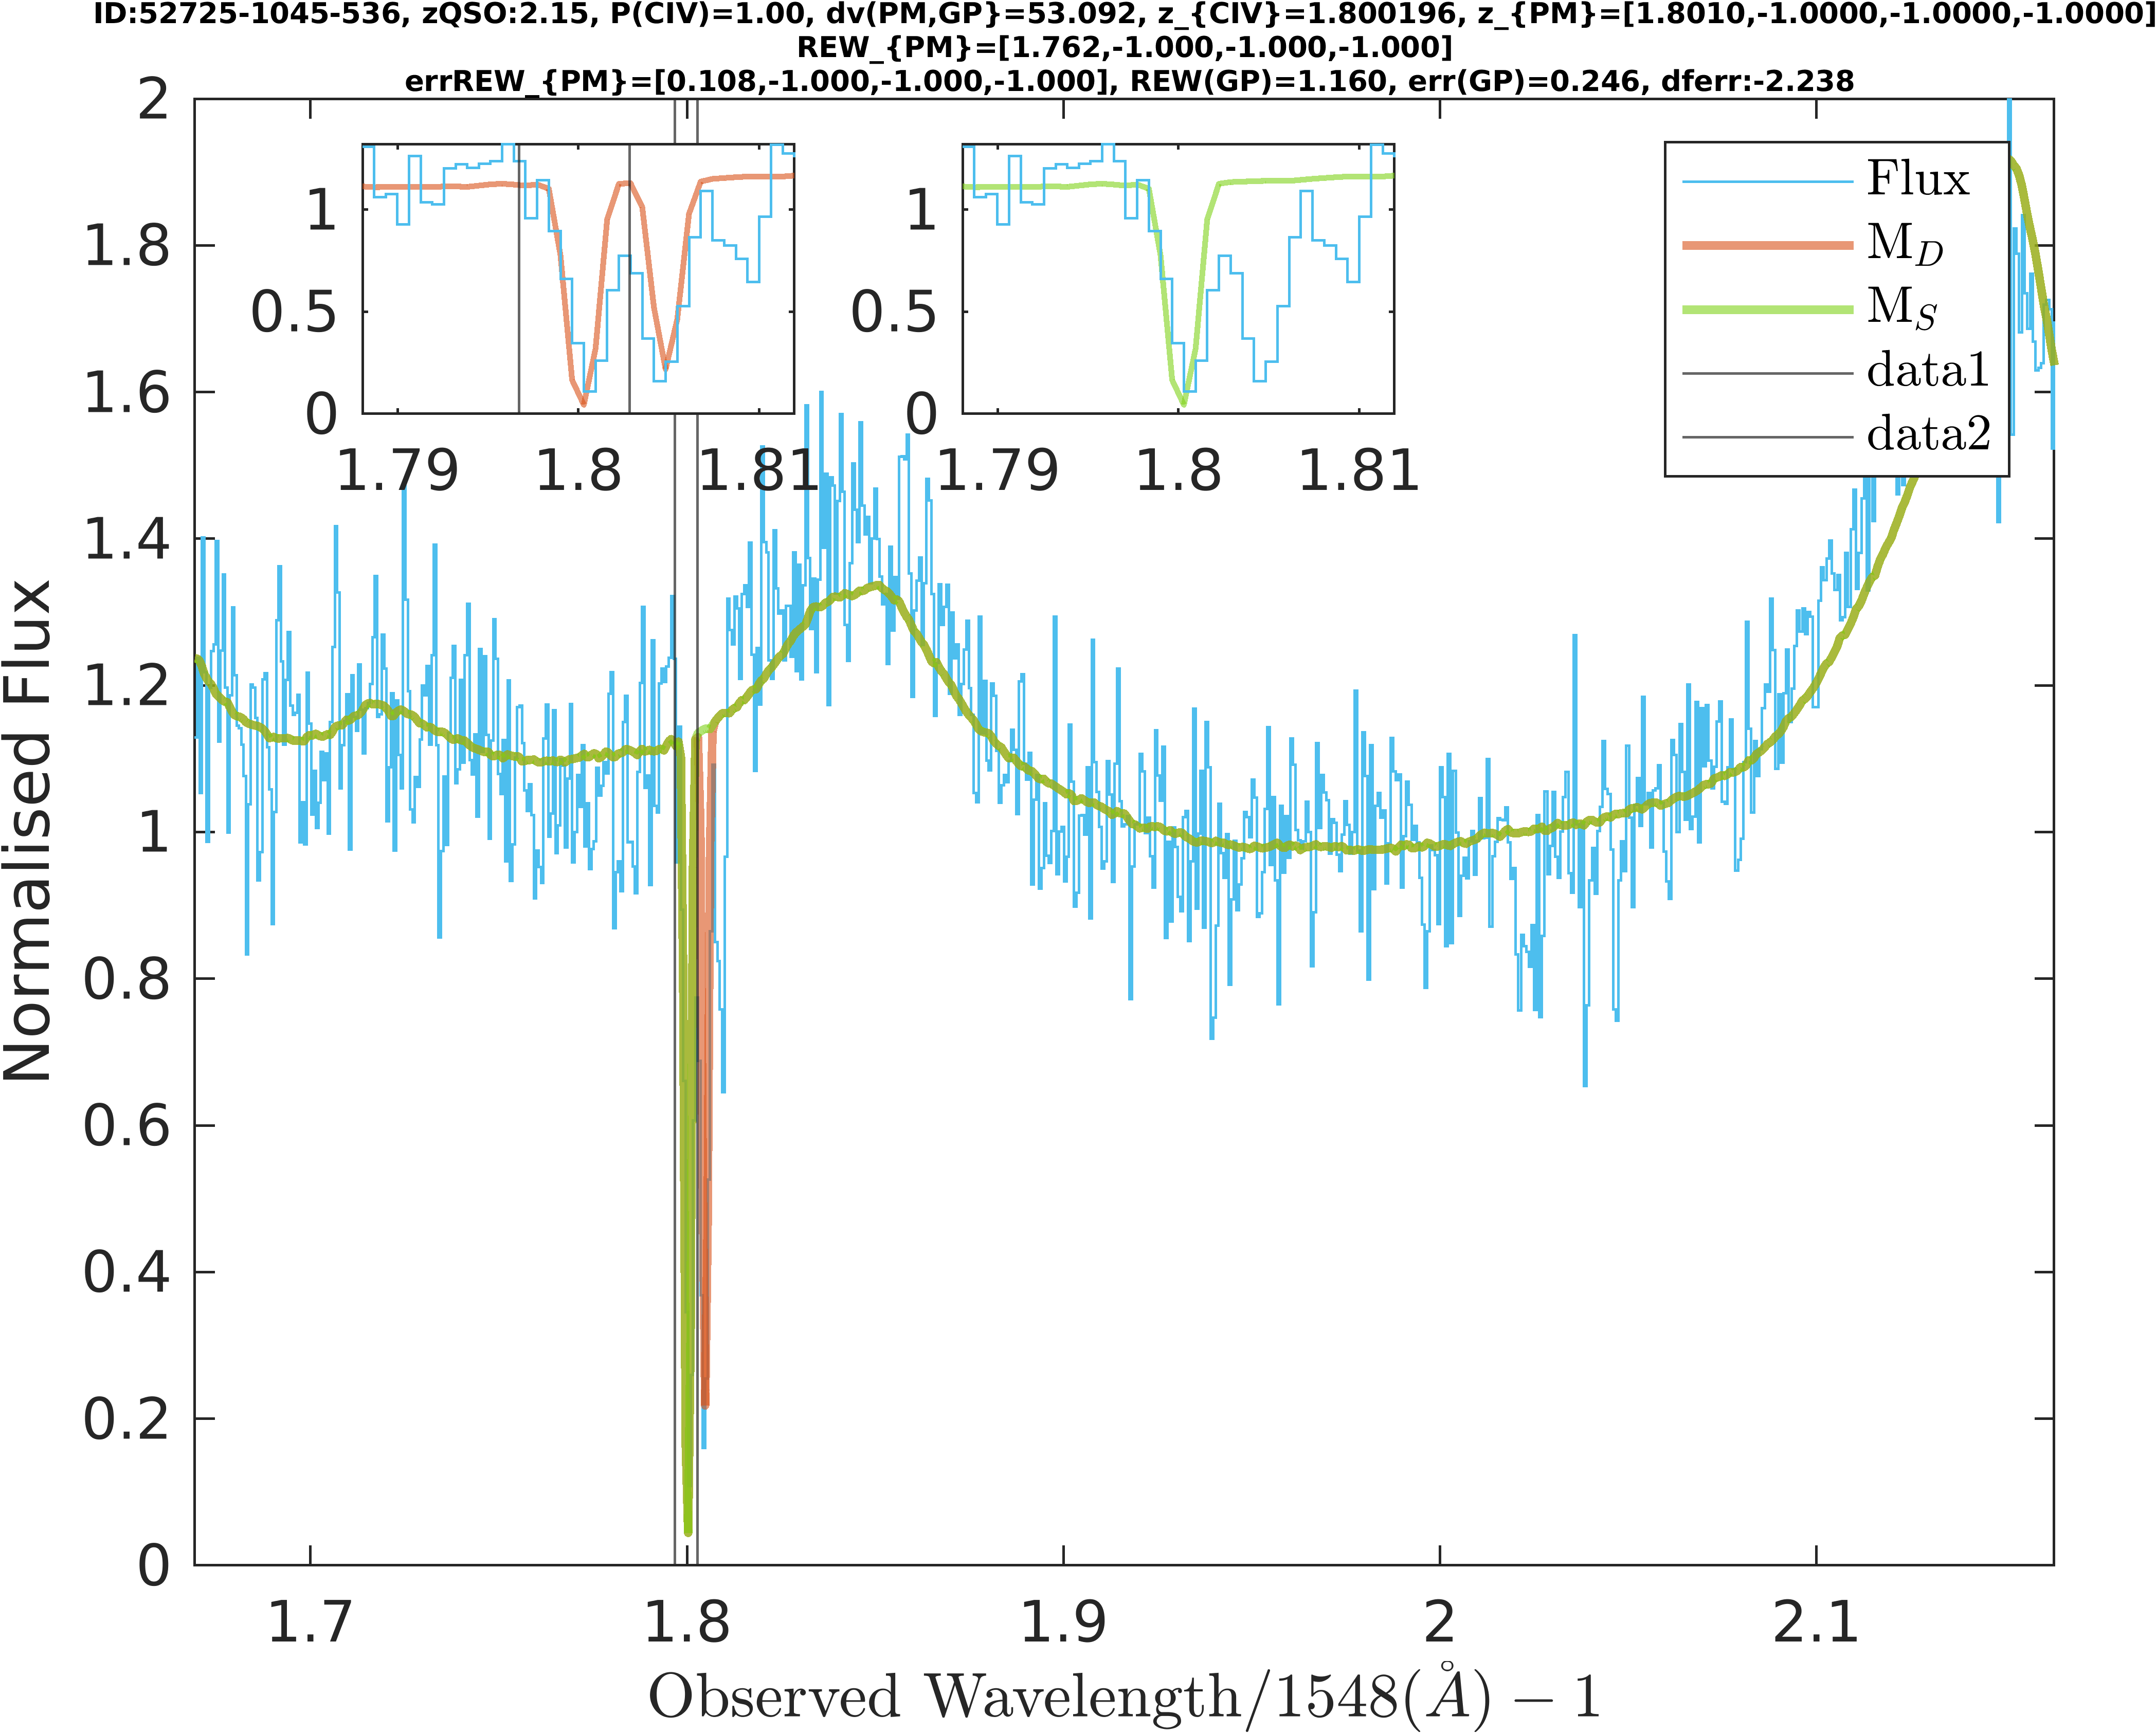 ID:52725-1045-536, zQSO:2.15, P(CIV)=1.00, dv(PM,GP}=53.092, z_{CIV}=1.800196, z_{PM}=[1.8010,-1.0000,-1.0000,-1.0000]
REW_{PM}=[1.762,-1.000,-1.000,-1.000]
errREW_{PM}=[0.108,-1.000,-1.000,-1.000], REW(GP)=1.160, err(GP)=0.246, dferr:-2.238
2
1.8
1.6
1.4
1.2
1
0.8
0.6
0.4
0.2
0
Normalised Flux
1
0.5
0
1.79 1.8 1.81
1
0.5
0
1.79 1.8 1.81
Flux
M_D
M_S
data1
data2
1.7 1.8 1.9 2 2.1
Observed Wavelength/1548(Å) − 1